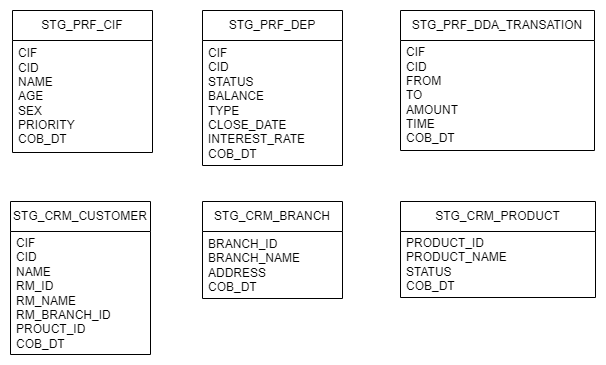 STG_PRF_CIF
CIF
CID
NAME
AGE
SEX
PRIORITY
COB_DT
STG_PRF_DEP
CIF
CID
STATUS
BALANCE
TYPE
CLOSE_DATE
INTEREST_RATE
COB_DT
STG_PRF_DDA_TRANSATION
CIF
CID
FROM
TO
AMOUNT
TIME
COB_DT
STG_CRM_CUSTOMER
CIF
CID
NAME
RM_ID
RM_NAME
RM_BRANCH_ID
PROUCT_ID
COB_DT
STG_CRM_BRANCH
BRANCH_ID
BRANCH_NAME
ADDRESS
COB_DT
STG_CRM_PRODUCT
PRODUCT_ID
PRODUCT_NAME
STATUS
COB_DT